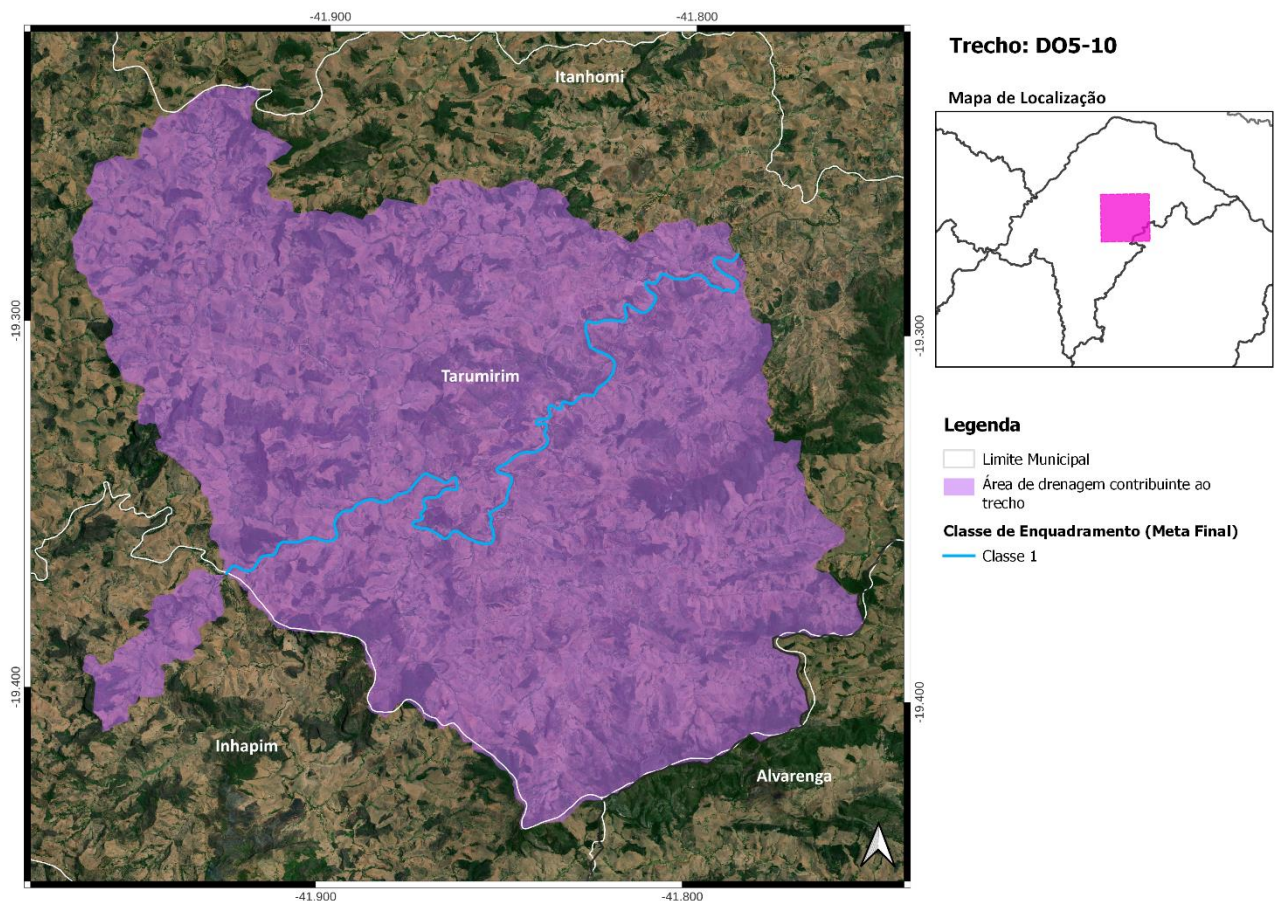 -41.900
-41.800
Trecho: DO5-10
Itanhomi
Mapa de Localização
-19.300
-19.300
Tarumirim
Legenda
Limite Municipal
Área de drenagem contribuinte ao
trecho
Classe de Enquadramento (Meta Final)
Classe 1
-19.400
-19.400
Inhapim
Alvarenga
-41.900
-41.800